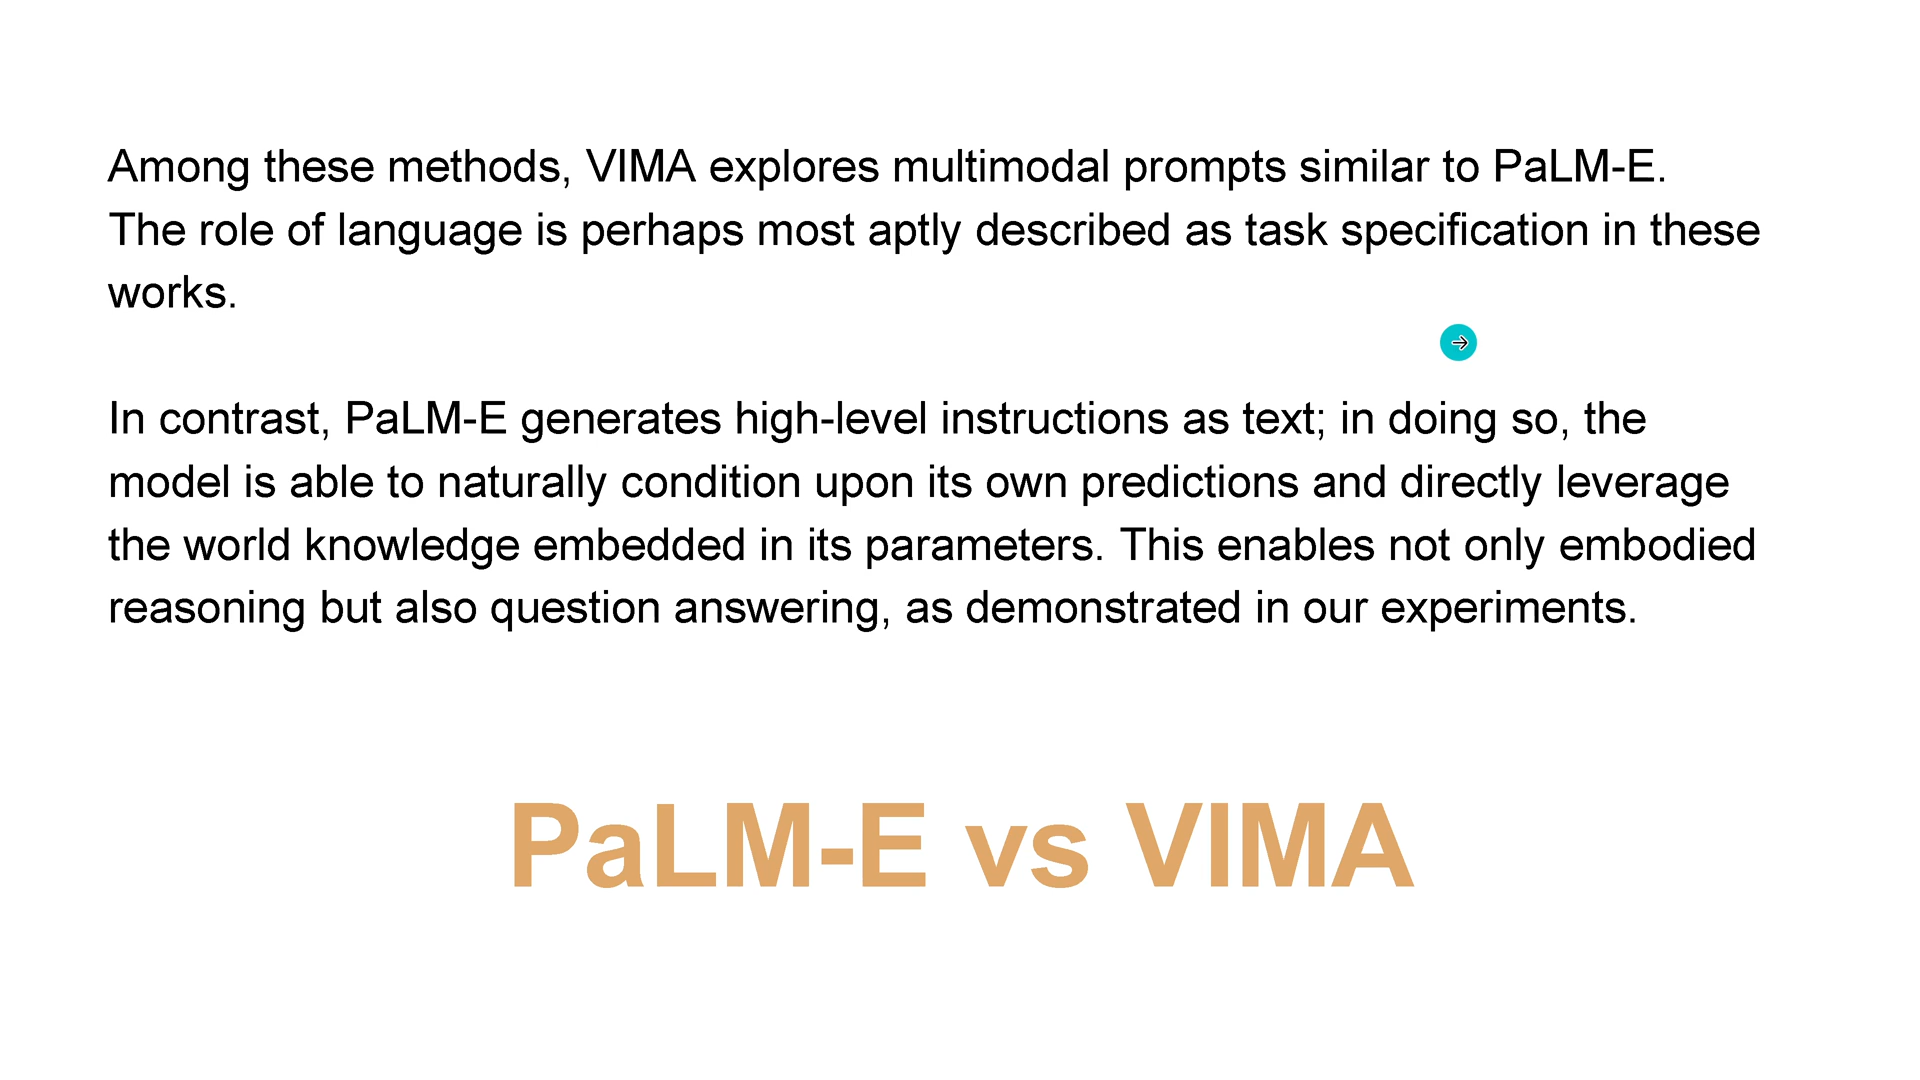 Among these methods, VIMA explores multimodal prompts similar to PaLM-E.
The role of language is perhaps most aptly described as task specification in these
works.
In contrast, PaLM-E generates high-level instructions as text; in doing so, the
model is able to naturally condition upon its own predictions and directly leverage
the world knowledge embedded in its parameters. This enables not only embodied
reasoning but also question answering, as demonstrated in our experiments.
PaLM-E vs VIMA